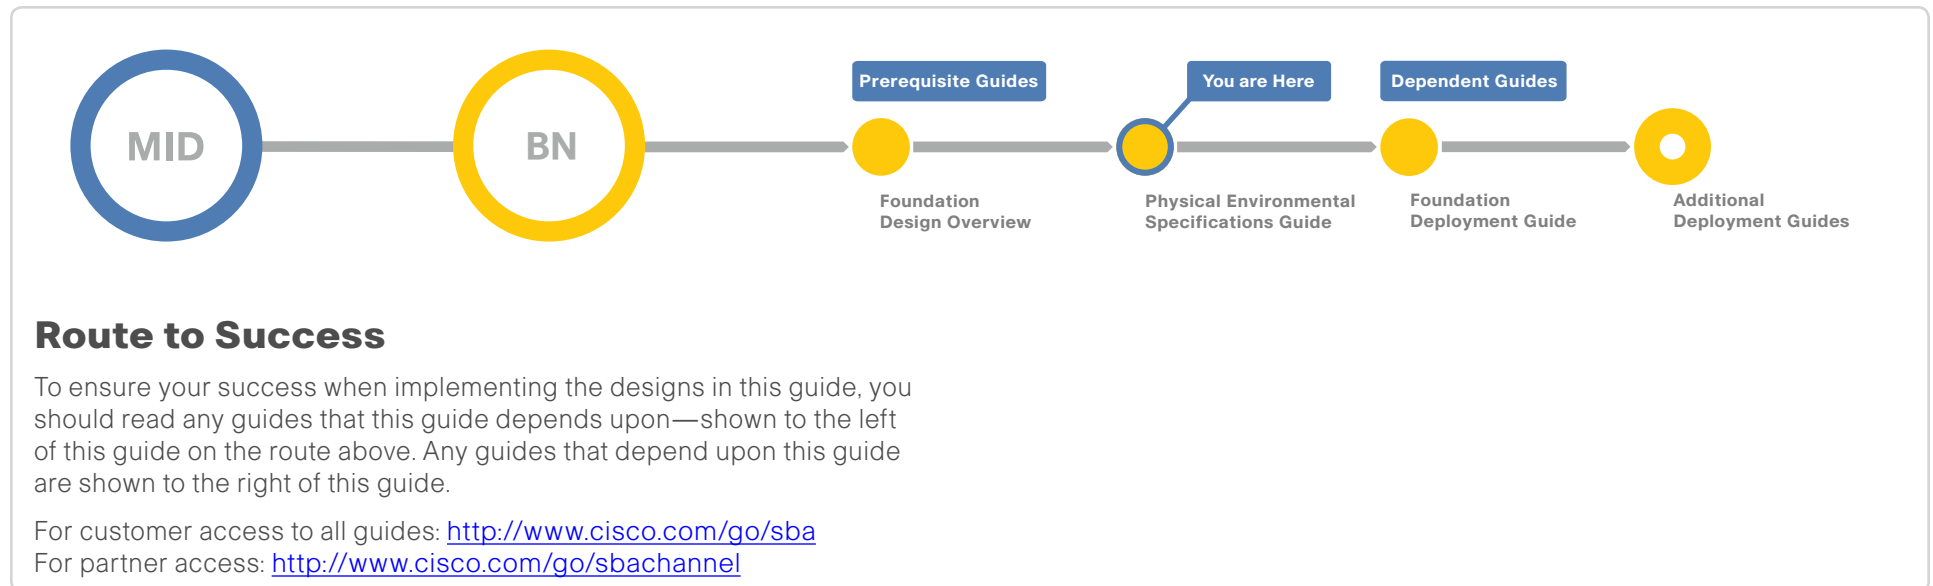 MID
BN
Prerequisite Guides
You are Here
Dependent Guides
Foundation
Design Overview
Physical Environmental
Specifications Guide
Foundation
Deployment Guide
Additional
Deployment Guides
Route to Success
To ensure your success when implementing the designs in this guide, you
should read any guides that this guide depends upon—shown to the left
of this guide on the route above. Any guides that depend upon this guide
are shown to the right of this guide.
For customer access to all guides: http://www.cisco.com/go/sba
For partner access: http://www.cisco.com/go/sbachannel